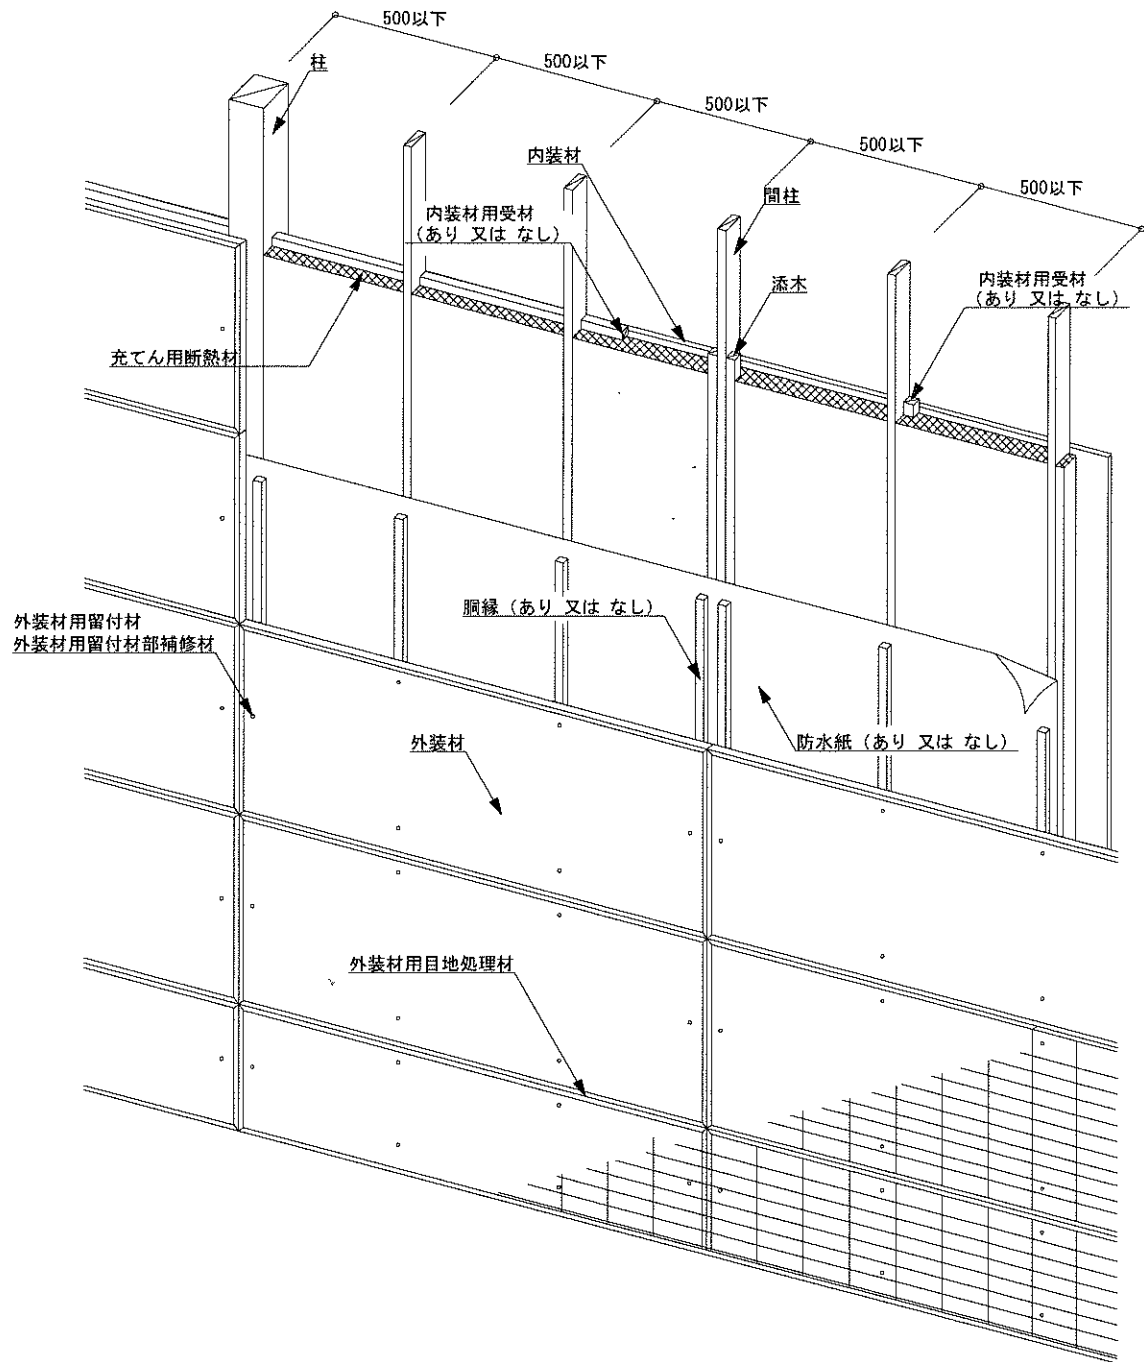 500以下
柱
500以下
500以下
500以下
500以下
内装材
間柱
内装材用受材
(あり 又は なし)
添木
内装材用受材
(あり 又は なし)
充てん用断熱材
胴縁 (あり 又は なし)
外装材用留付材
外装材用留付材部補修材
外装材
防水紙 (あり 又は なし)
外装材用目地処理材